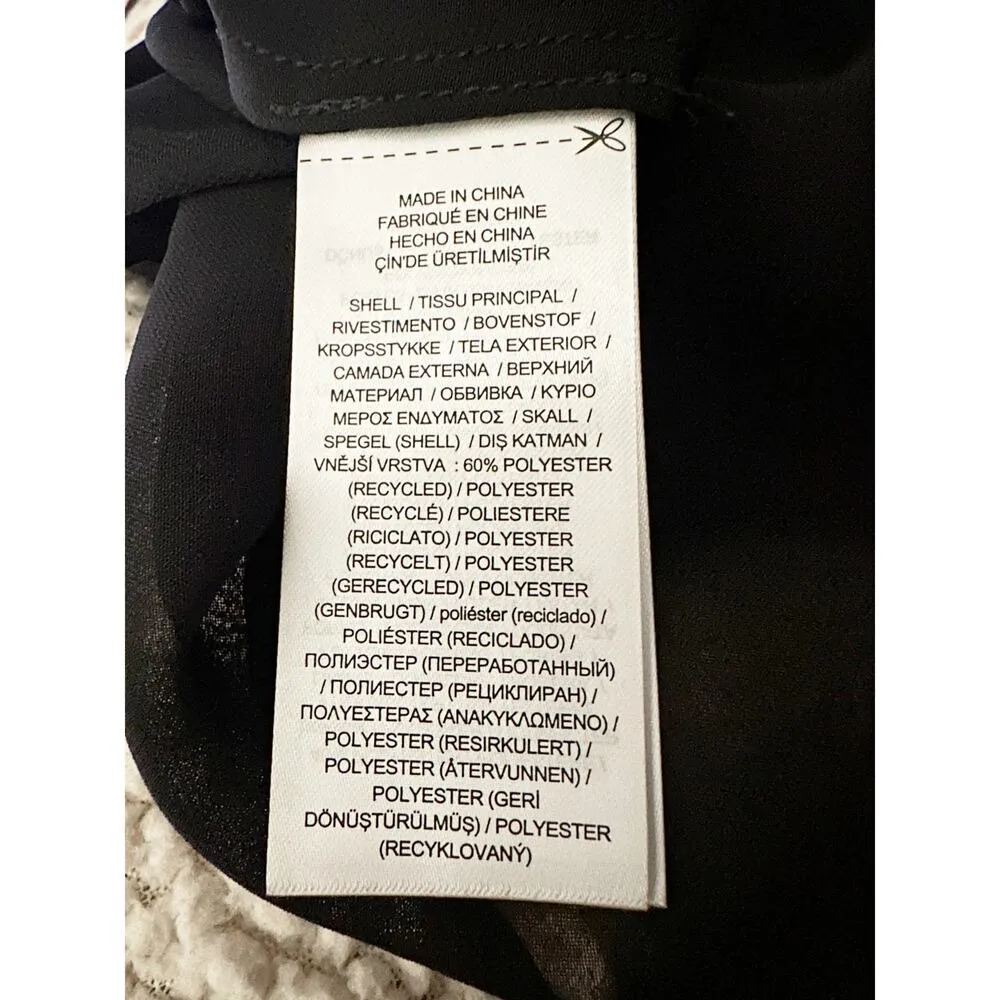 MADE IN CHINA
FABRIQUÉ EN CHINE
HECHO EN CHINA
ÇİN'DE ÜRETİLMİŞTİR
SHELL / TISSU PRINCIPAL /
RIVESTIMENTO / BOVENSTOF /
KROPSSTYKKE / TELA EXTERIOR /
CAMADA EXTERNA / ВЕРХНИЙ
МАТЕРИАЛ / ОБВИВКА / ΚΥΡΙΟ
ΜΕΡΟΣ ΕΝΔΥΜΑΤΟΣ / SKALL /
SPEGEL (SHELL) / DIŞ KATMAN /
VNĚJŠÍ VRSTVA : 60% POLYESTER
(RECYCLED) / POLYESTER
(RECYCLÉ) / POLIESTERE
(RICICLATO) / POLYESTER
(RECYCELT) / POLYESTER
(GERECYCLED) / POLYESTER
(GENBRUGT) / poliéster (reciclado) /
POLIÉSTER (RECICLADO) /
ПОЛИЭСТЕР (ПЕРЕРАБОТАННЫЙ)
/ ПОЛИЕСТЕР (РЕЦИКЛИРАН) /
ΠΟΛΥΕΣΤΕΡΑΣ (ΑΝΑΚΥΚΛΩΜΕΝΟ) /
POLYESTER (RESIRKULERT) /
POLYESTER (ÅTERVUNNEN) /
POLYESTER (GERİ
DÖNÜŞTÜRÜLMÜŞ) / POLYESTER
(RECYKLOVANÝ)